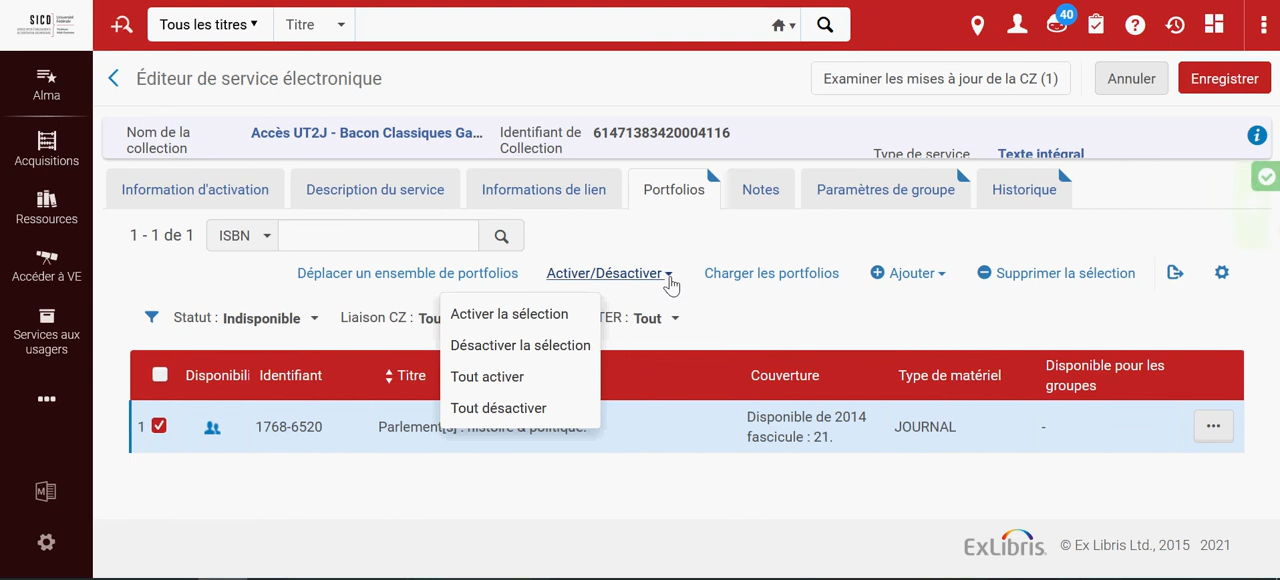 SICD
Tous les titres
Titre
40
Alma
Acquisitions
Ressources
Accéder à VE
Services aux
usagers
Éditeur de service électronique
Examiner les mises à jour de la CZ (1)
Annuler
Enregistrer
Nom de la
collection
Accès UT2J - Bacon Classiques Ga...
Identifiant de
Collection
61471383420004116
Type de service
Texte intégral
Information d'activation
Description du service
Informations de lien
Portfolios
Notes
Paramètres de groupe
Historique
1 - 1 de 1
ISBN
Déplacer un ensemble de portfolios
Activer/Désactiver
Charger les portfolios
Ajouter
Supprimer la sélection
Activer la sélection
Désactiver la sélection
Tout activer
Tout désactiver
Statut : Indisponible
Liaison CZ : Tou
TER : Tout
Disponibili
Identifiant
Titre
Couverture
Type de matériel
Disponible pour les
groupes
1
1768-6520
Parlement[s] : histoire & politique.
Disponible de 2014
fascicule : 21.
JOURNAL
-
ExLibris.
© Ex Libris Ltd., 2015 2021